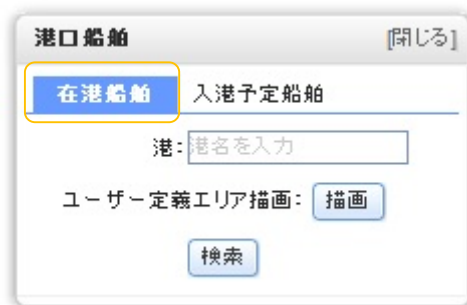 港口船舶 [閉じる]
在港船舶 入港予定船舶
港: 港名を入力
ユーザー定義エリア描画: 描画
検索